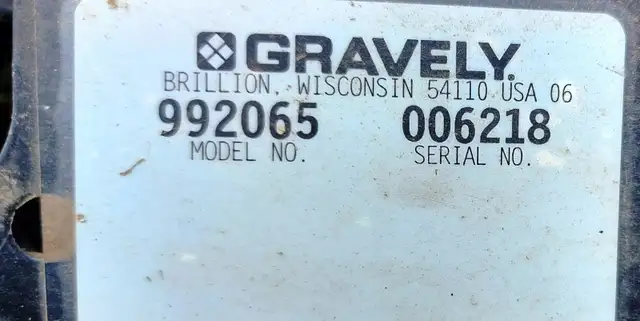 GRAVELY.
BRILLION, WISCONSIN 54110 USA 06
992065 006218
MODEL NO. SERIAL NO.